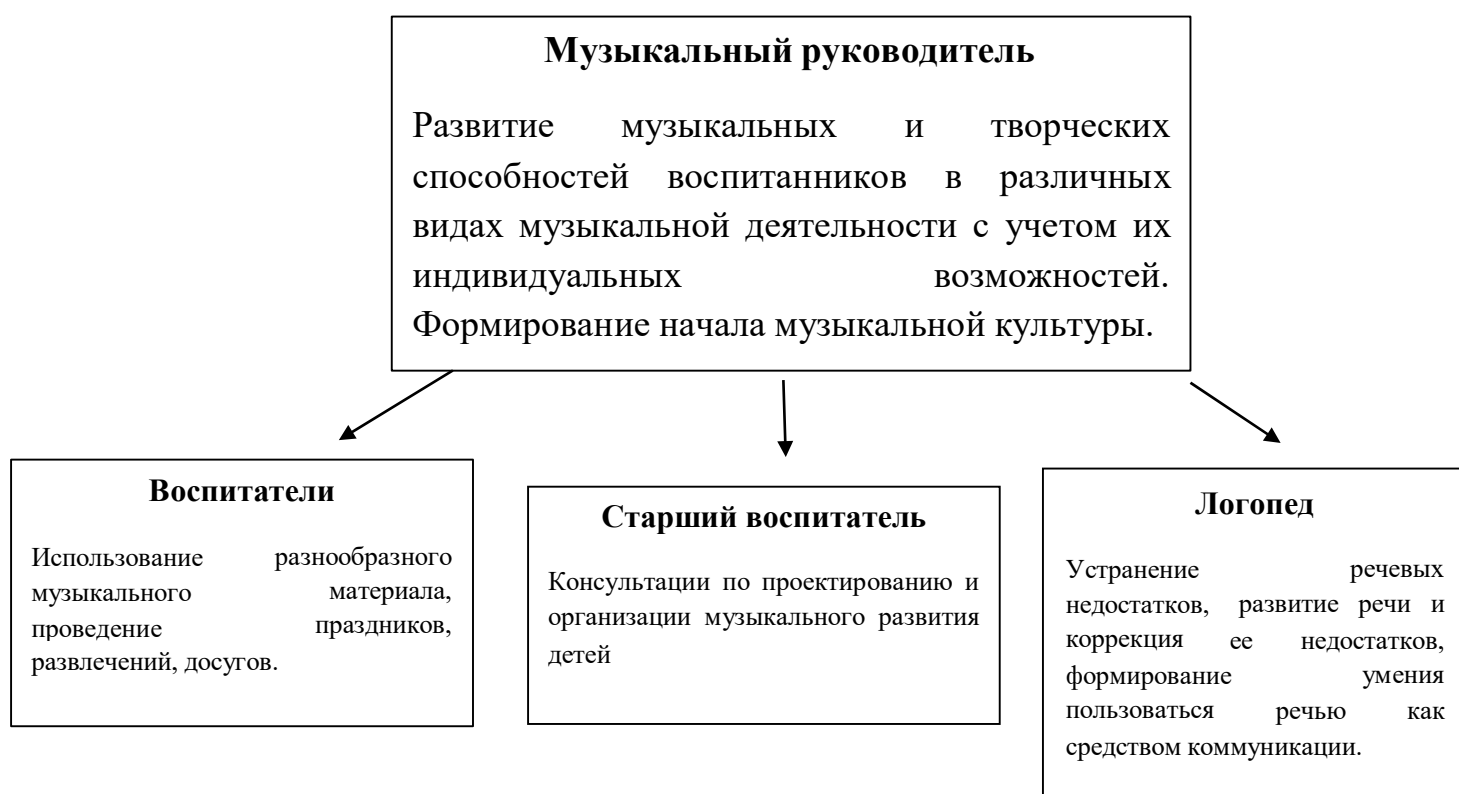 Музыкальный руководитель
Развитие музыкальных и творческих
способностей воспитанников в различных
видах музыкальной деятельности с учетом их
индивидуальных возможностей.
Формирование начала музыкальной культуры.
Воспитатели
Использование разнообразного
музыкального материала,
проведение праздников,
развлечений, досугов.
Старший воспитатель
Консультации по проектированию и
организации музыкального развития
детей
Логопед
Устранение речевых
недостатков, развитие речи и
коррекция ее недостатков,
формирование умения
пользоваться речью как
средством коммуникации.